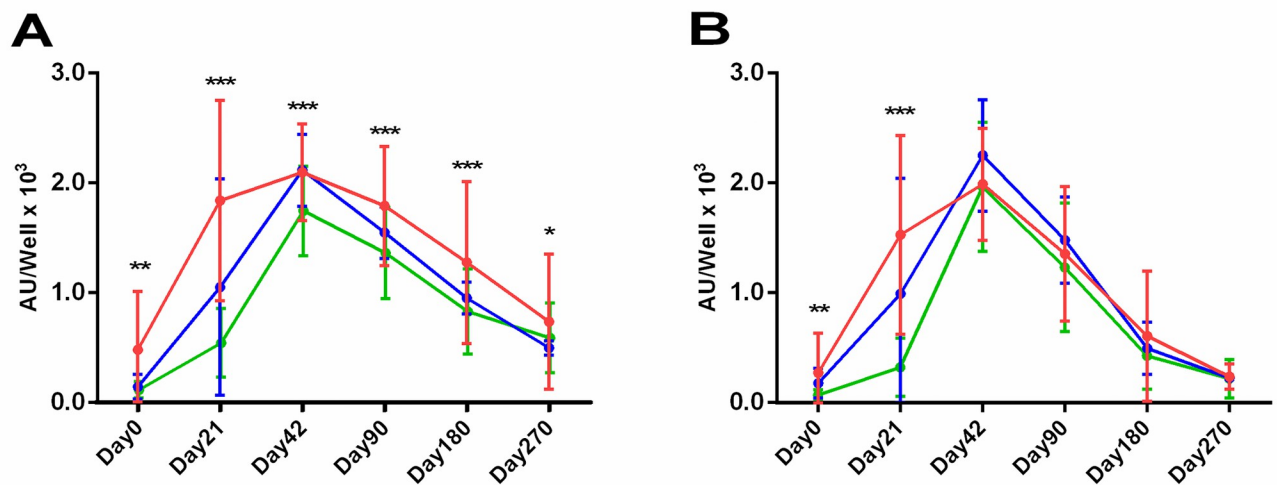 A
3.0
2.0
1.0
0.0
AU/Well x 10³
**
***
***
***
***
*
Day0
Day21
Day42
Day90
Day180
Day270
B
3.0
2.0
1.0
0.0
AU/Well x 10³
**
***
Day0
Day21
Day42
Day90
Day180
Day270